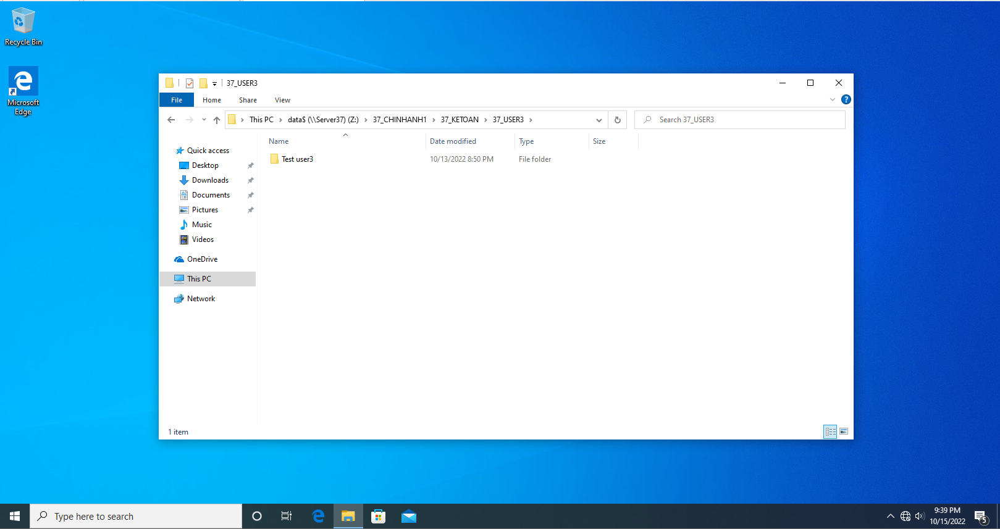 Recycle Bin
Microsoft
Edge
37_USER3
File Home Share View
This PC data$ (\\Server37) (Z:) 37_CHINHANH1 37_KETOAN 37_USER3
Search 37_USER3
Name Date modified Type Size
Test user3 10/13/2022 8:50 PM File folder
Quick access
Desktop
Downloads
Documents
Pictures
Music
Videos
OneDrive
This PC
Network
1 item
Type here to search
9:39 PM
10/15/2022
5